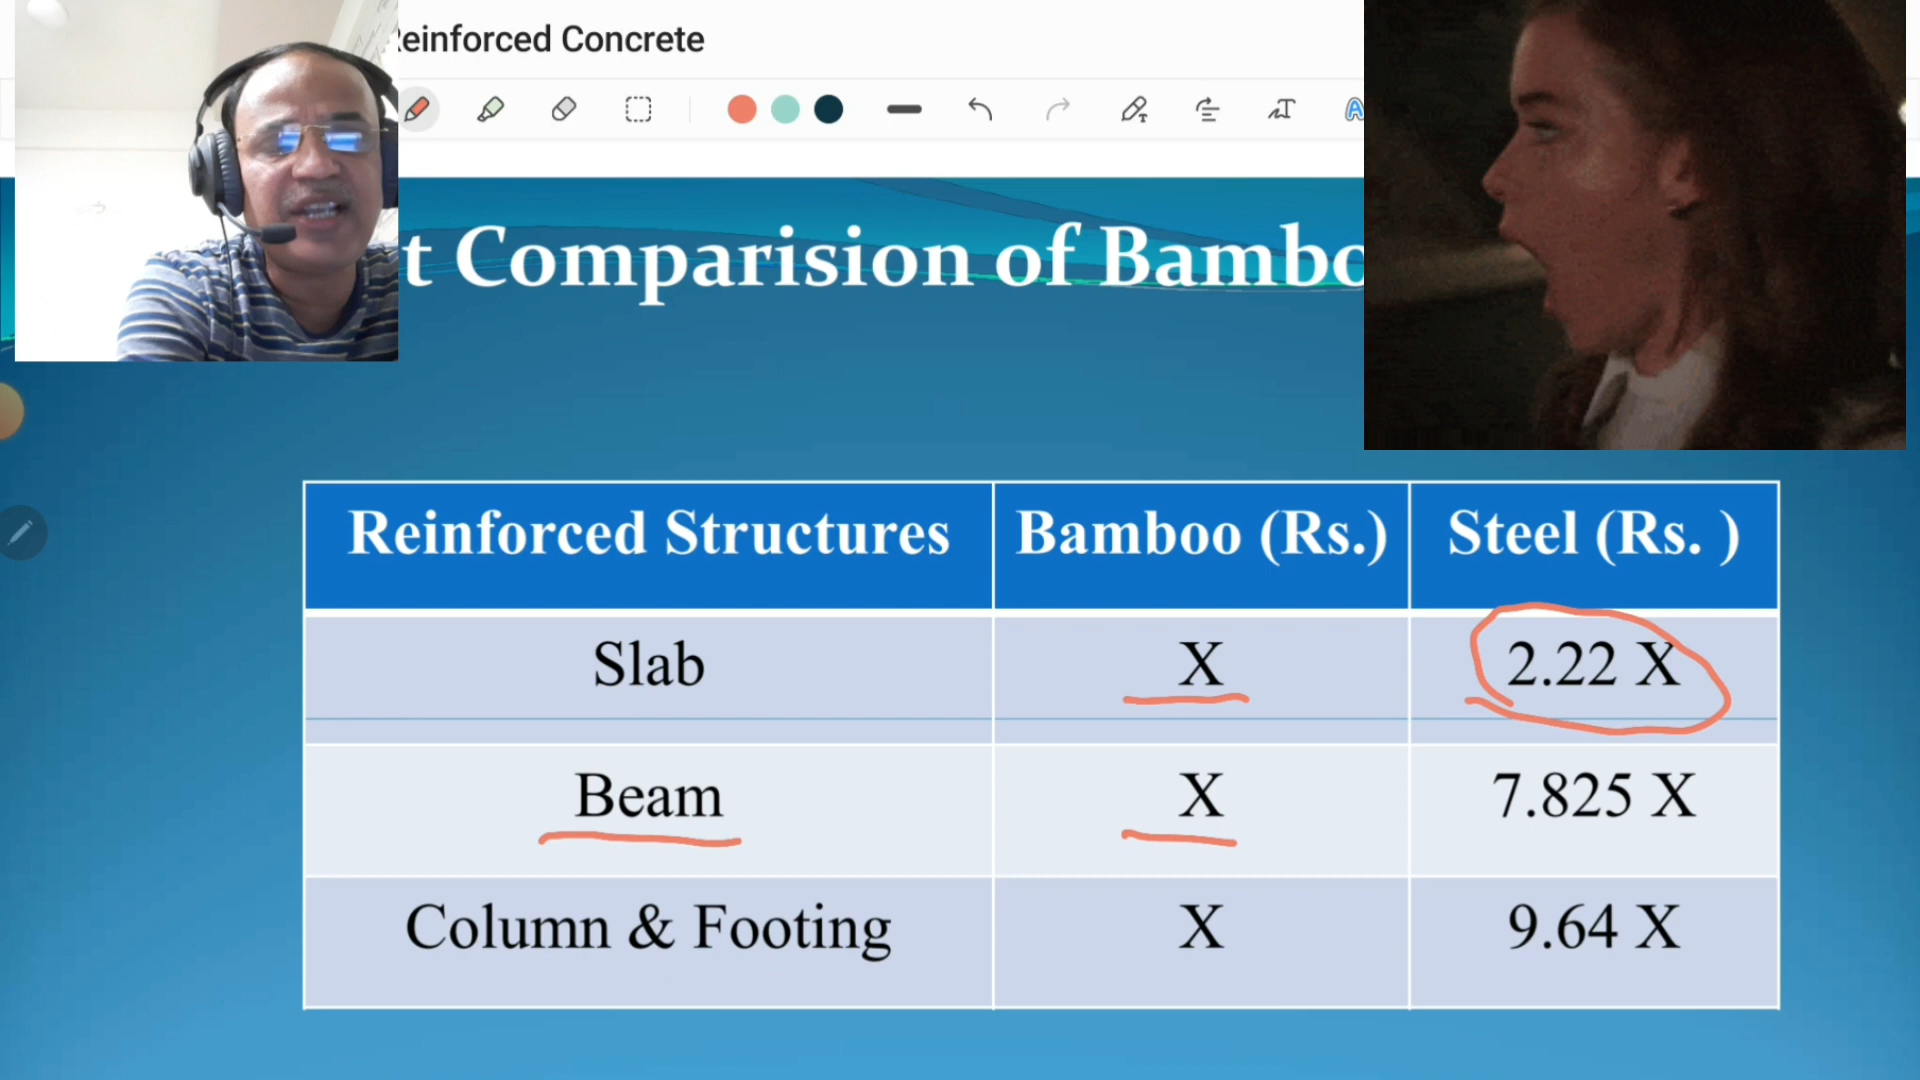 einforced Concrete
t Comparision of Bambo
Reinforced Structures Bamboo (Rs.) Steel (Rs. )
Slab X 2.22 X
Beam X 7.825 X
Column & Footing X 9.64 X